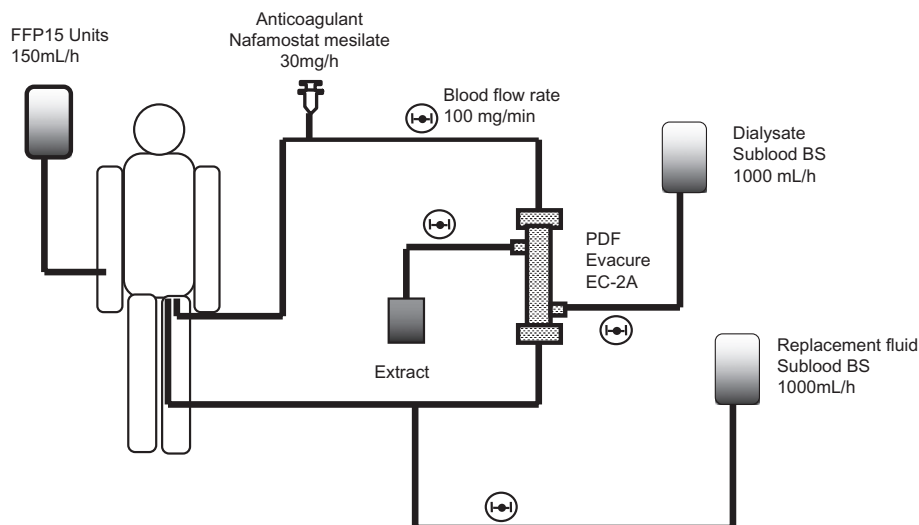 FFP15 Units
150mL/h
Anticoagulant
Nafamostat mesilate
30mg/h
Blood flow rate
100 mg/min
Dialysate
Sublood BS
1000 mL/h
PDF
Evacure
EC-2A
Extract
Replacement fluid
Sublood BS
1000mL/h